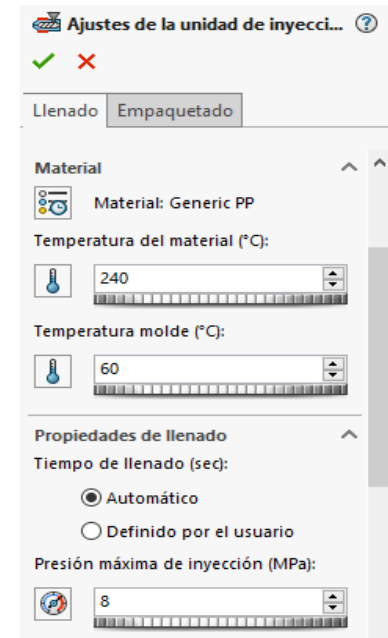 Ajustes de la unidad de inyecci... ?
Llenado Empaquetado
Material
Material: Generic PP
Temperatura del material (°C):
240
Temperatura molde (°C):
60
Propiedades de llenado
Tiempo de llenado (sec):
Automático
Definido por el usuario
Presión máxima de inyección (MPa):
8